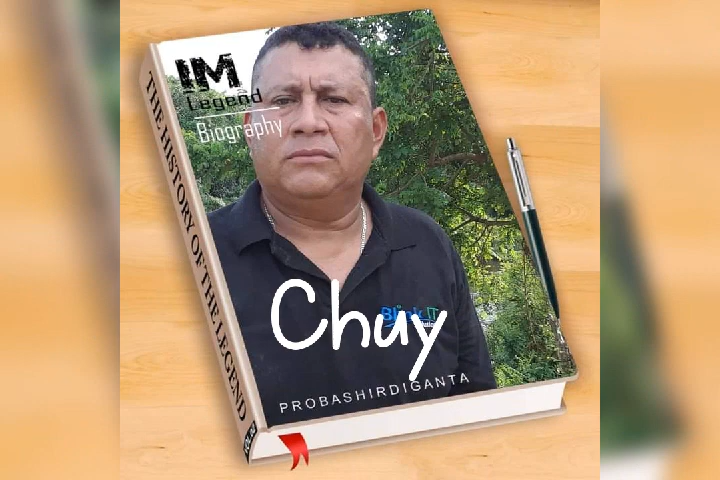 IM
Legend
Biography
THE HISTORY OF THE LEGEND
Chuy
PROBASHIRDIGANTA